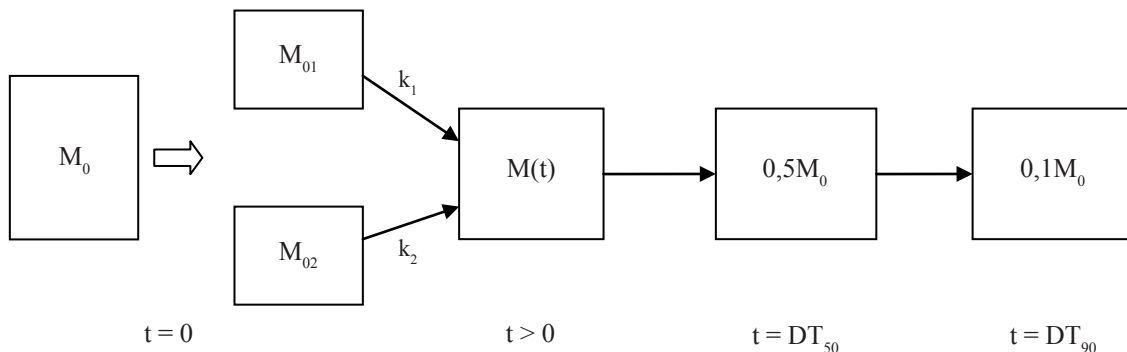 M₀
M₀₁
k₁
M₀₂
k₂
M(t)
0,5M₀
0,1M₀
t = 0
t > 0
t = DT₅₀
t = DT₉₀